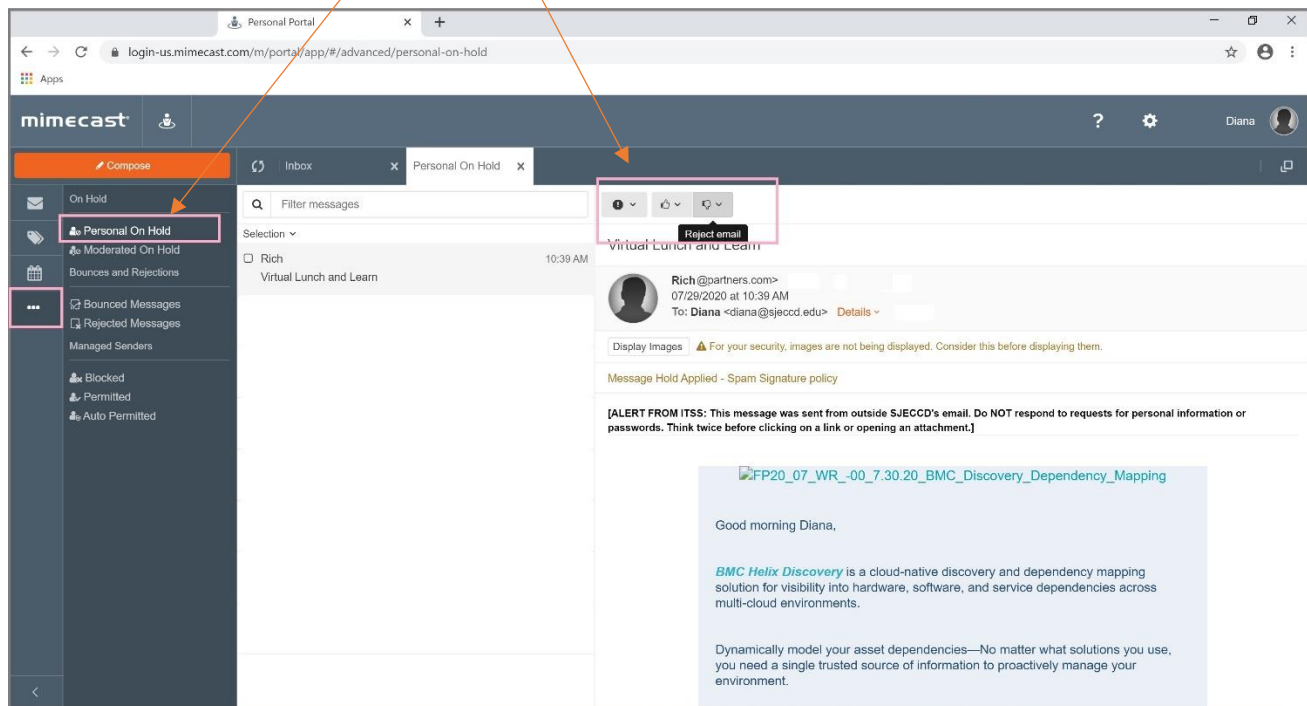 Personal Portal
login-us.mimecast.com/m/portal/app/#/advanced/personal-on-hold
Apps
mimecast
Diana
Compose
Inbox
Personal On Hold
On Hold
Personal On Hold
Moderated On Hold
Bounces and Rejections
Bounced Messages
Rejected Messages
Managed Senders
Blocked
Permitted
Auto Permitted
Filter messages
Selection
Rich 10:39 AM
Virtual Lunch and Learn
Reject email
Virtual Lunch and Learn
Rich@partners.com>
07/29/2020 at 10:39 AM
To: Diana <diana@sjeccd.edu> Details
Display Images For your security, images are not being displayed. Consider this before displaying them.
Message Hold Applied - Spam Signature policy
[ALERT FROM ITSS: This message was sent from outside SJECCD's email. Do NOT respond to requests for personal information or
passwords. Think twice before clicking on a link or opening an attachment.]
FP20_07_WR_-00_7.30.20_BMC_Discovery_Dependency_Mapping
Good morning Diana,
BMC Helix Discovery is a cloud-native discovery and dependency mapping
solution for visibility into hardware, software, and service dependencies across
multi-cloud environments.
Dynamically model your asset dependencies—No matter what solutions you use,
you need a single trusted source of information to proactively manage your
environment.